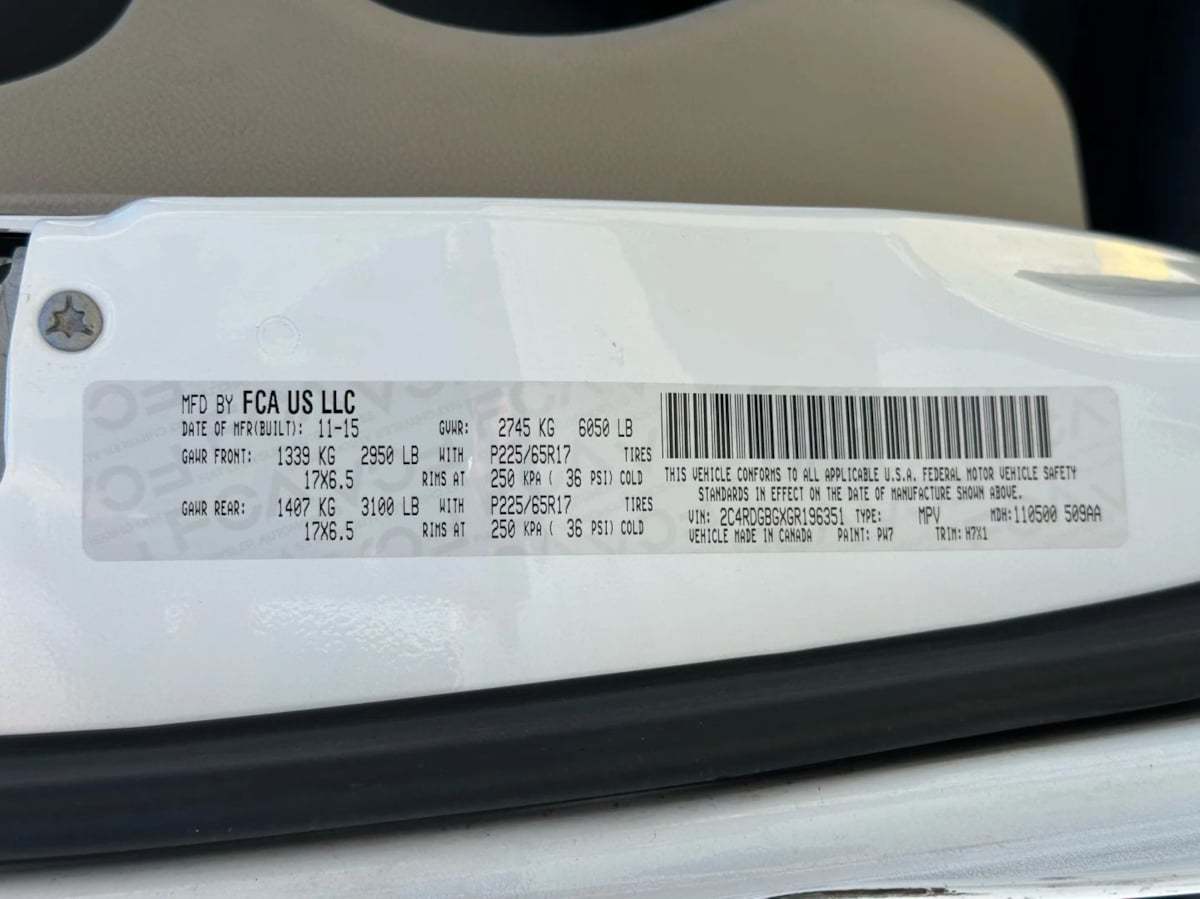 MFD BY FCA US LLC
DATE OF MFR(BUILT): 11-15 GVWR: 2745 KG 6050 LB
GAWR FRONT: 1339 KG 2950 LB WITH P225/65R17 TIRES
17X6.5 RIMS AT 250 KPA ( 36 PSI) COLD
GAWR REAR: 1407 KG 3100 LB WITH P225/65R17 TIRES
17X6.5 RIMS AT 250 KPA ( 36 PSI) COLD
THIS VEHICLE CONFORMS TO ALL APPLICABLE U.S.A. FEDERAL MOTOR VEHICLE SAFETY
STANDARDS IN EFFECT ON THE DATE OF MANUFACTURE SHOWN ABOVE.
VIN: 2C4RDGBGXGR196351 TYPE: MPV MDH:110500 509AA
VEHICLE MADE IN CANADA PAINT: PW7 TRIM: H7X1